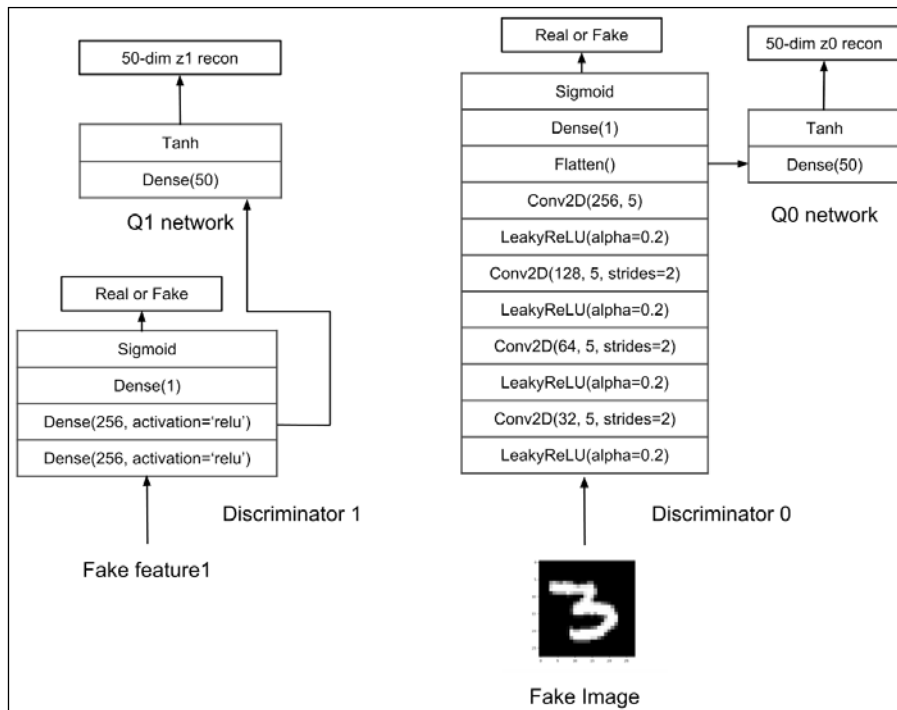 50-dim z1 recon
Tanh
Dense(50)
Q1 network
Real or Fake
Sigmoid
Dense(1)
Dense(256, activation=‘relu’)
Dense(256, activation=‘relu’)
Discriminator 1
Fake feature1
Real or Fake
Sigmoid
Dense(1)
Flatten()
Conv2D(256, 5)
LeakyReLU(alpha=0.2)
Conv2D(128, 5, strides=2)
LeakyReLU(alpha=0.2)
Conv2D(64, 5, strides=2)
LeakyReLU(alpha=0.2)
Conv2D(32, 5, strides=2)
LeakyReLU(alpha=0.2)
Discriminator 0
3
Fake Image
50-dim z0 recon
Tanh
Dense(50)
Q0 network